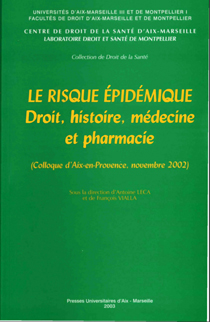 UNIVERSITÉS D'AIX-MARSEILLE III ET DE MONTPELLIER I
FACULTÉS DE DROIT D'AIX-MARSEILLE ET DE MONTPELLIER
CENTRE DE DROIT DE LA SANTÉ D'AIX-MARSEILLE
LABORATOIRE DROIT ET SANTÉ DE MONTPELLIER
Collection de Droit de la Santé
LE RISQUE ÉPIDÉMIQUE
Droit, histoire, médecine
et pharmacie
(Colloque d'Aix-en-Provence, novembre 2002)
Sous la direction d'Antoine LECA
et de François VIALLA
Presses Universitaires d'Aix - Marseille
2003